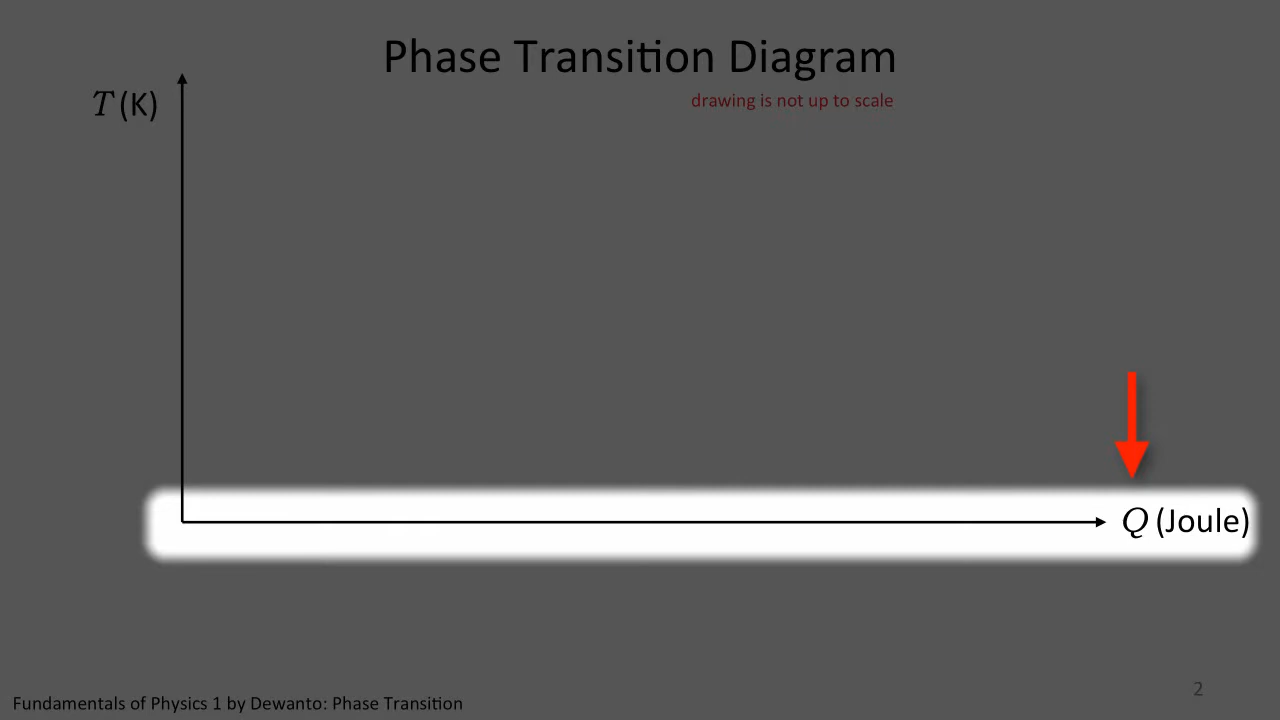 Phase Transition Diagram
drawing is not up to scale
T (K)
Q (Joule)
Fundamentals of Physics 1 by Dewanto: Phase Transition
2